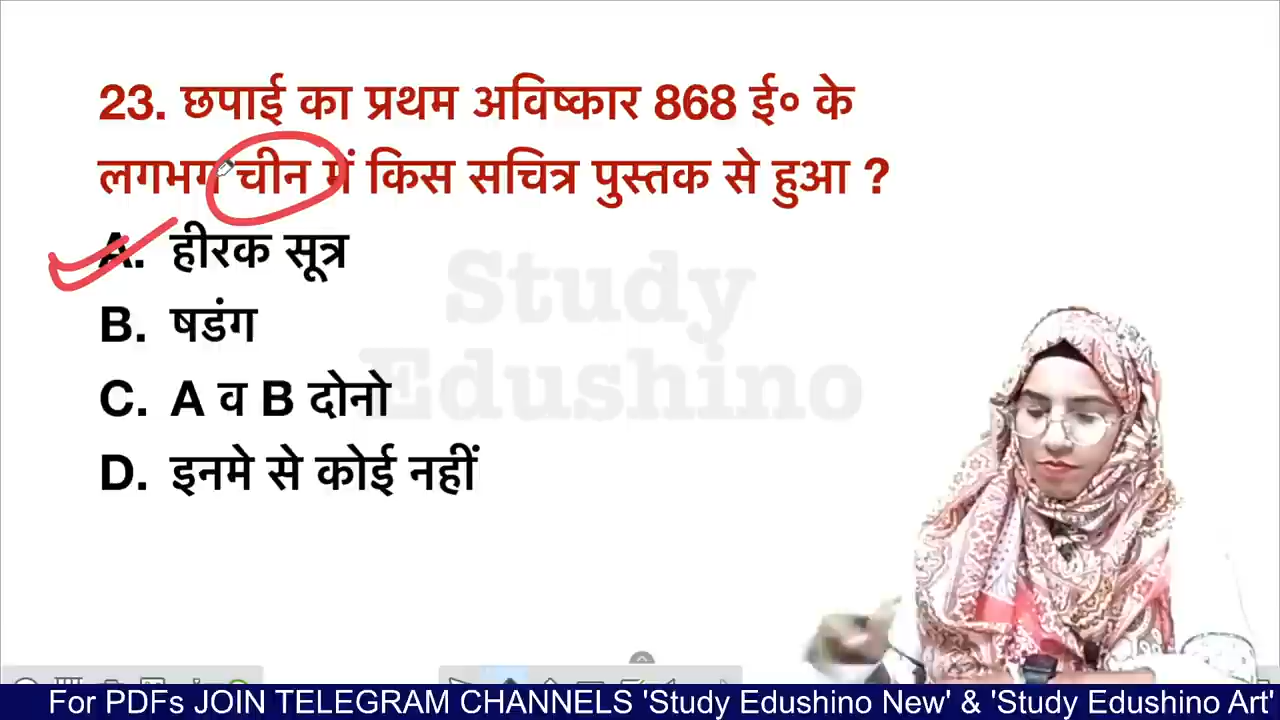 23. छपाई का प्रथम अविष्कार 868 ई० के
लगभग चीन में किस सचित्र पुस्तक से हुआ ?
A. हीरक सूत्र
B. षडंग
C. A व B दोनो
D. इनमे से कोई नहीं
Study
Edushino
For PDFs JOIN TELEGRAM CHANNELS 'Study Edushino New' & 'Study Edushino Art'